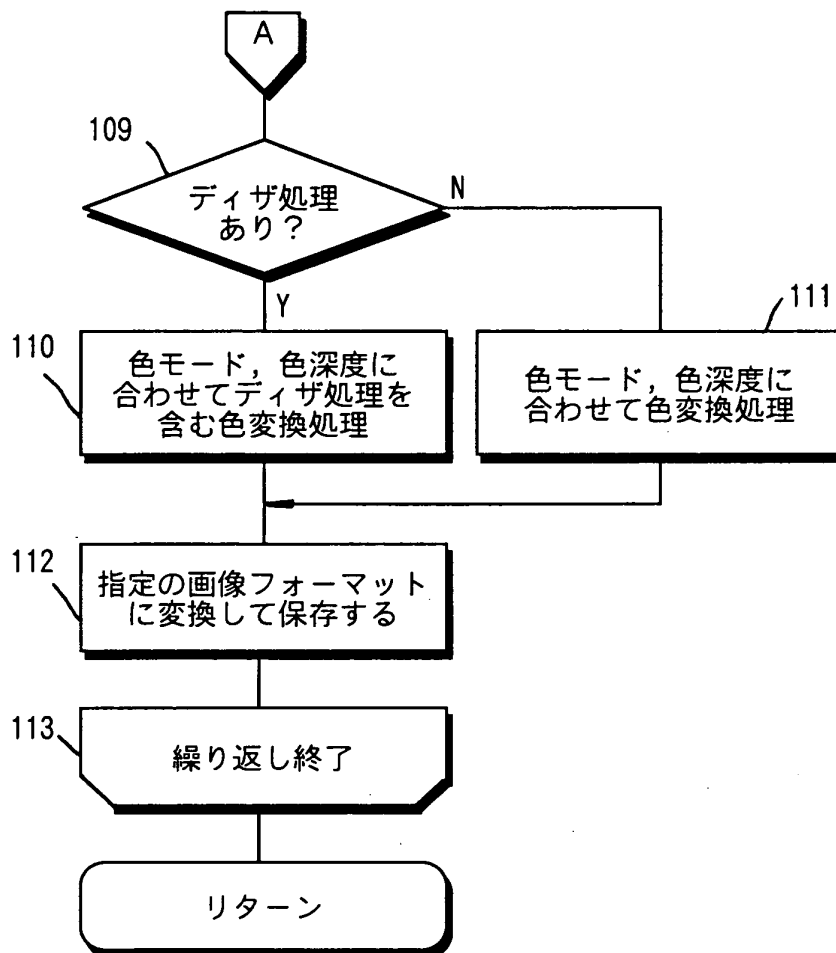 A
109
ディザ処理
あり？
N
Y
110
色モード，色深度に
合わせてディザ処理を
含む色変換処理
111
色モード，色深度に
合わせて色変換処理
112
指定の画像フォーマット
に変換して保存する
113
繰り返し終了
リターン